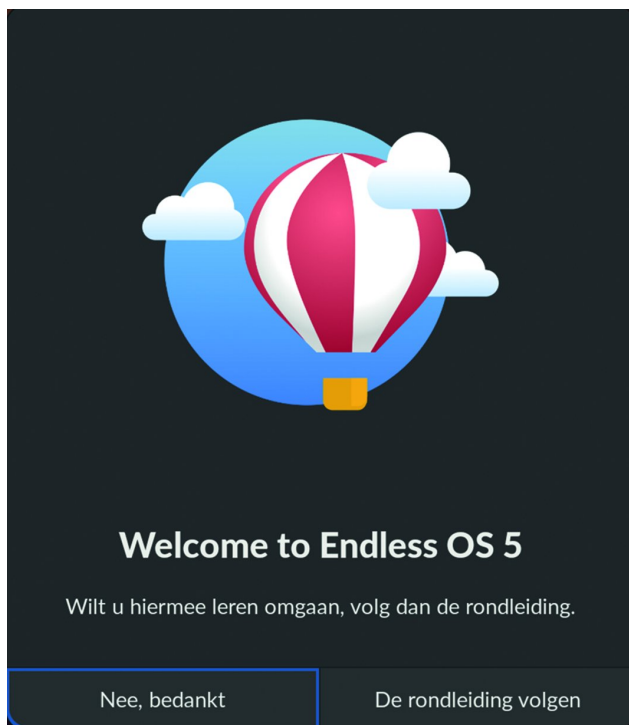 Welcome to Endless OS 5
Wilt u hiermee leren omgaan, volg dan de rondleiding.
Nee, bedankt
De rondleiding volgen